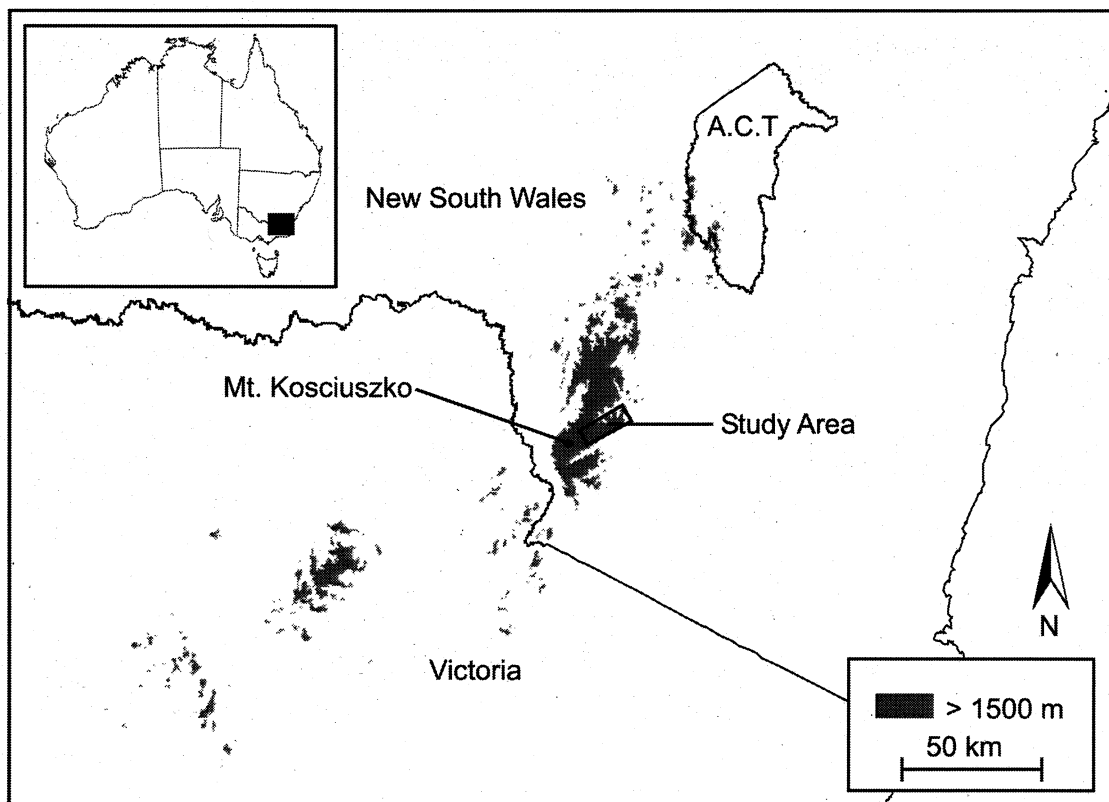 A.C.T
New South Wales
Mt. Kosciuszko
Study Area
N
Victoria
> 1500 m
50 km